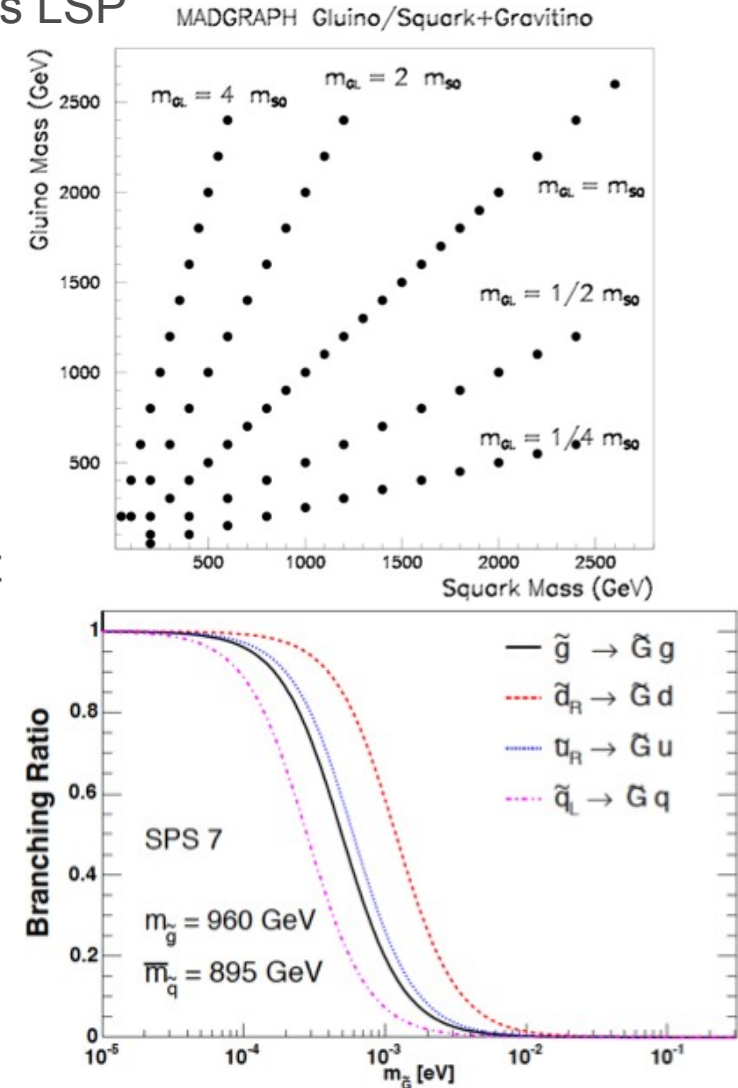 s LSP
MADGRAPH Gluino/Squark+Gravitino
Gluino Mass (GeV)
2500
2000
1500
1000
500
m_GL = 4 m_SQ
m_GL = 2 m_SQ
m_GL = m_SQ
m_GL = 1/2 m_SQ
m_GL = 1/4 m_SQ
500 1000 1500 2000 2500
Squark Mass (GeV)
Branching Ratio
1
0.8
0.6
0.4
0.2
0
g̃ → G̃ g
d̃_R → G̃ d
ũ_R → G̃ u
q̃_L → G̃ q
SPS 7
m_g̃ = 960 GeV
m̅_q̃ = 895 GeV
10^-5 10^-4 10^-3 10^-2 10^-1
m_G̃ [eV]